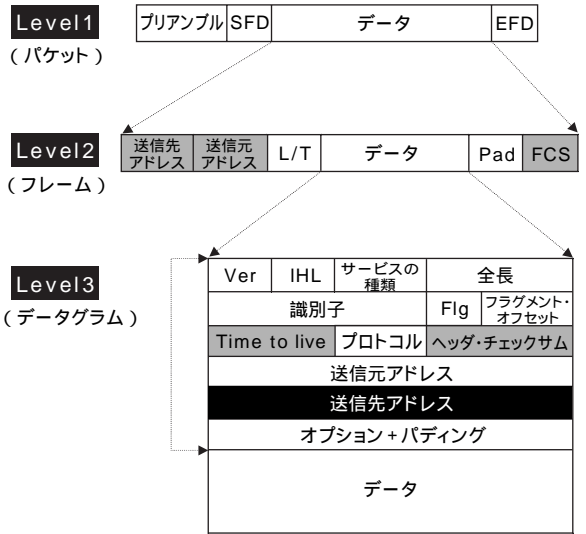 Level1
(パケット)
プリアンブル SFD データ EFD
Level2
(フレーム)
送信先
アドレス
送信元
アドレス
L/T データ Pad FCS
Level3
(データグラム)
Ver IHL サービスの
種類
全長
識別子 Flg フラグメント・
オフセット
Time to live プロトコル ヘッダ・チェックサム
送信元アドレス
送信先アドレス
オプション+パディング
データ